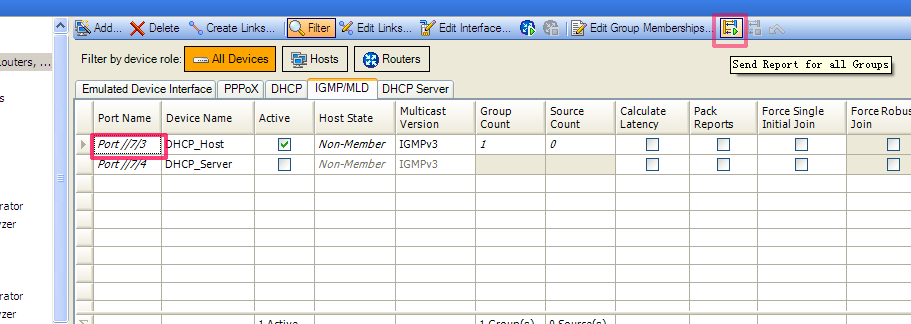 Add... Delete Create Links... Filter Edit Links... Edit Interface... Edit Group Memberships...
outers, ...
Filter by device role: All Devices Hosts Routers
Send Report for all Groups
Emulated Device Interface PPPoX DHCP IGMP/MLD DHCP Server
Port Name Device Name Active Host State Multicast Version Group Count Source Count Calculate Latency Pack Reports Force Single Initial Join Force Robus Join
Port //7/3 DHCP_Host Non-Member IGMPv3 1 0
Port //7/4 DHCP_Server Non-Member IGMPv3
rator
yzer
rator
yzer
1 Active 1 Group(s) 0 Source(s)